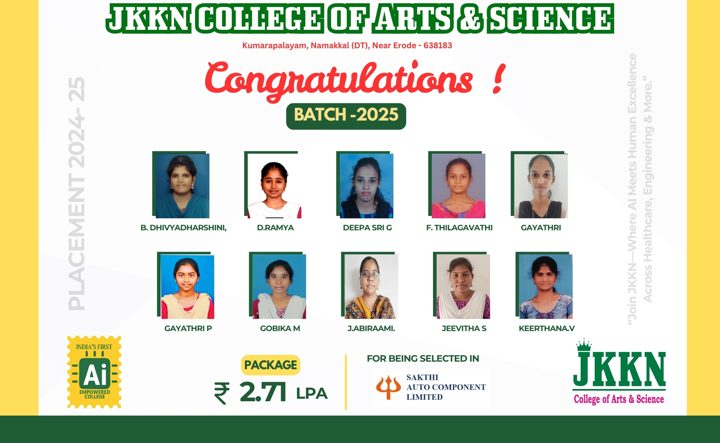 JKKN COLLEGE OF ARTS & SCIENCE
Kumarapalayam, Namakkal (DT), Near Erode - 638183
Congratulations !
BATCH -2025
PLACEMENT 2024- 25
"Join JKKN—Where AI Meets Human Excellence
Across Healthcare, Engineering & More."
B. DHIVYADHARSHINI,
D.RAMYA
DEEPA SRI G
F. THILAGAVATHI
GAYATHRI
GAYATHRI P
GOBIKA M
J.ABIRAAMI.
JEEVITHA S
KEERTHANA.V
INDIA'S FIRST
Ai
EMPOWERED
COLLEGE
PACKAGE
₹ 2.71 LPA
FOR BEING SELECTED IN
SAKTHI
AUTO COMPONENT
LIMITED
JKKN
College of Arts & Science